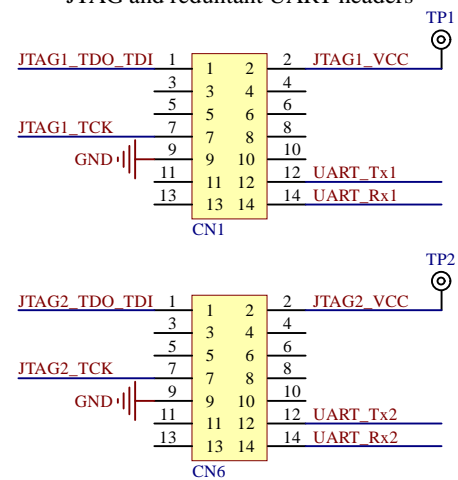 JTAG and reduntant UART headers
TP1
JTAG1_TDO_TDI 1 1 2 2 JTAG1_VCC
3 3 4 4
5 5 6 6
JTAG1_TCK 7 7 8 8
GND 9 9 10 10
11 11 12 12 UART_Tx1
13 13 14 14 UART_Rx1
CN1
TP2
JTAG2_TDO_TDI 1 1 2 2 JTAG2_VCC
3 3 4 4
5 5 6 6
JTAG2_TCK 7 7 8 8
GND 9 9 10 10
11 11 12 12 UART_Tx2
13 13 14 14 UART_Rx2
CN6